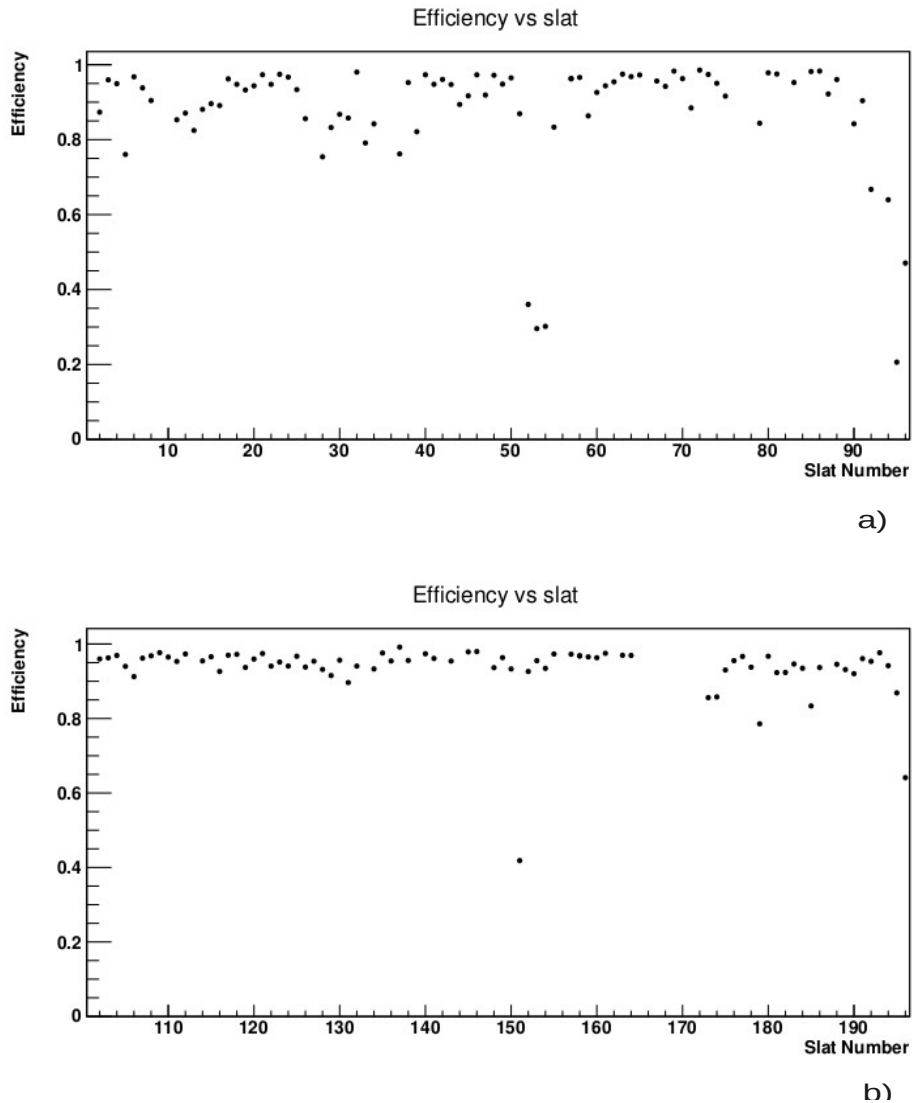 Efficiency vs slat
Efficiency
1
0.8
0.6
0.4
0.2
0
10 20 30 40 50 60 70 80 90
Slat Number
a)
Efficiency vs slat
Efficiency
1
0.8
0.6
0.4
0.2
0
110 120 130 140 150 160 170 180 190
Slat Number
b)